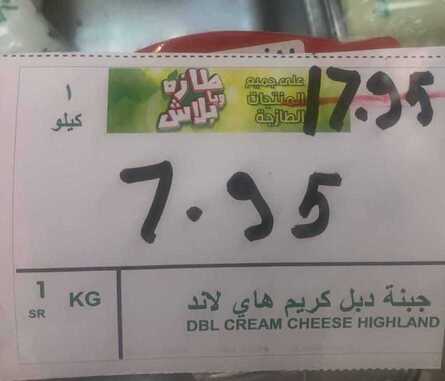 طازه
وبلاش
على جميع
المنتجات
الطازجة
17.95
١
كيلو
7.95
1
SR
KG
جبنة دبل كريم هاي لاند
DBL CREAM CHEESE HIGHLAND